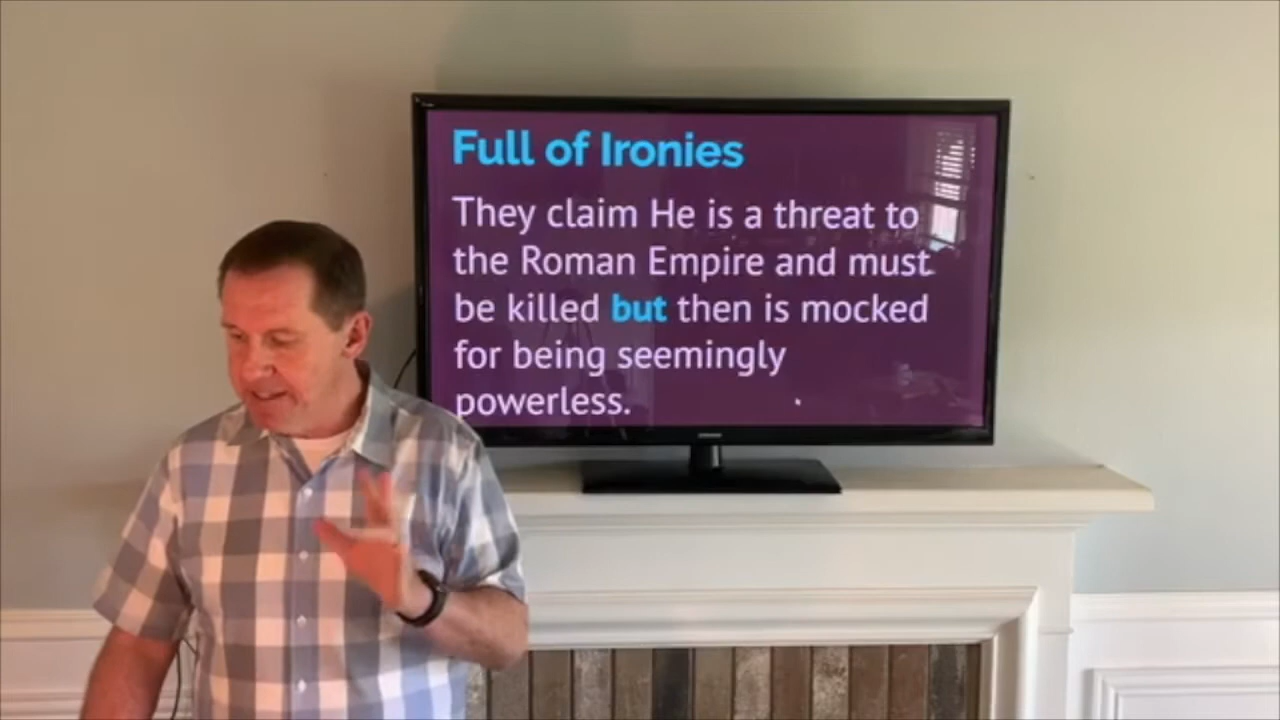 Full of Ironies
They claim He is a threat to
the Roman Empire and must
be killed but then is mocked
for being seemingly
powerless.